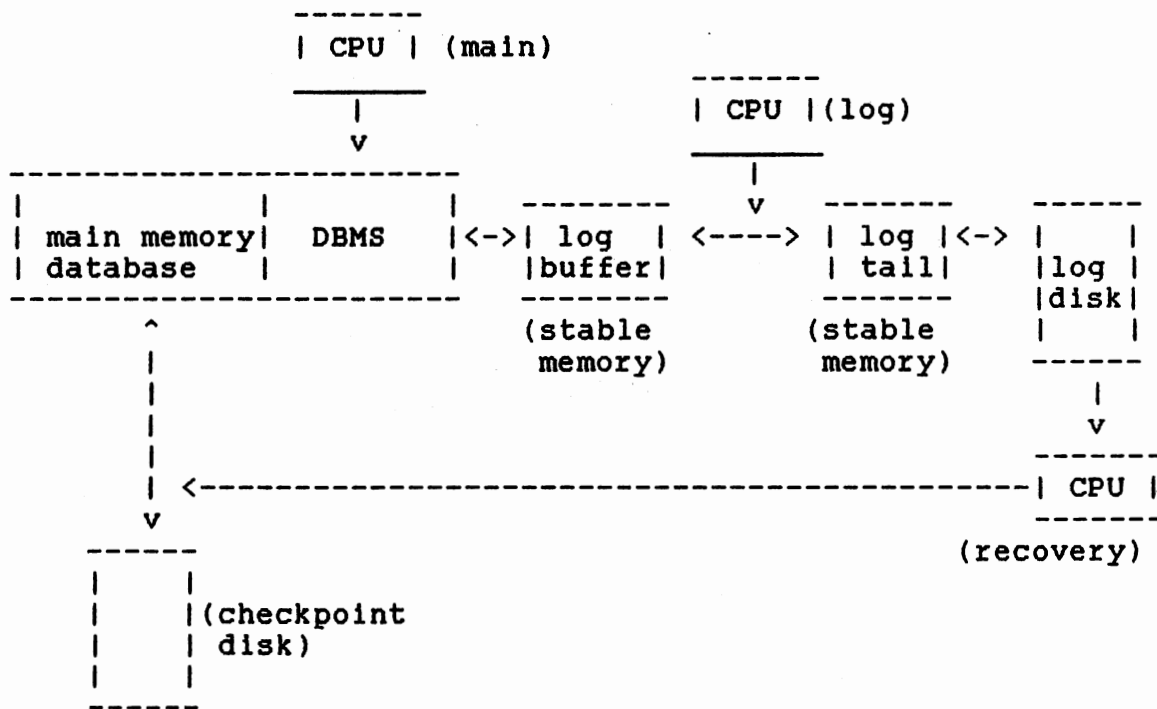 CPU (main)
CPU (log)
main memory DBMS log log log
database buffer tail disk
(stable (stable
memory) memory)
CPU
(recovery)
(checkpoint
disk)